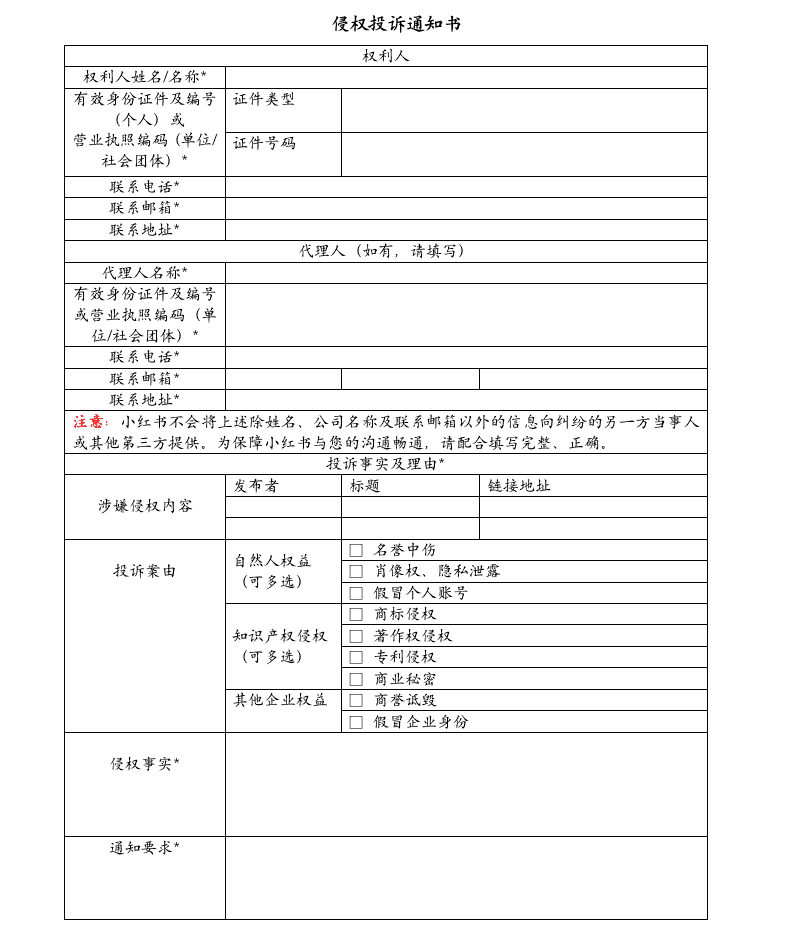 侵权投诉通知书
权利人
权利人姓名/名称*
有效身份证件及编号
（个人）或
营业执照编码（单位/
社会团体）*
证件类型
证件号码
联系电话*
联系邮箱*
联系地址*
代理人（如有，请填写）
代理人名称*
有效身份证件及编号
或营业执照编码（单
位/社会团体）*
联系电话*
联系邮箱*
联系地址*
注意：小红书不会将上述除姓名、公司名称及联系邮箱以外的信息向纠纷的另一方当事人
或其他第三方提供。为保障小红书与您的沟通畅通，请配合填写完整、正确。
投诉事实及理由*
涉嫌侵权内容
发布者 标题 链接地址
投诉案由
自然人权益
（可多选）
□ 名誉中伤
□ 肖像权、隐私泄露
□ 假冒个人账号
知识产权侵权
（可多选）
□ 商标侵权
□ 著作权侵权
□ 专利侵权
□ 商业秘密
其他企业权益
□ 商誉诋毁
□ 假冒企业身份
侵权事实*
通知要求*